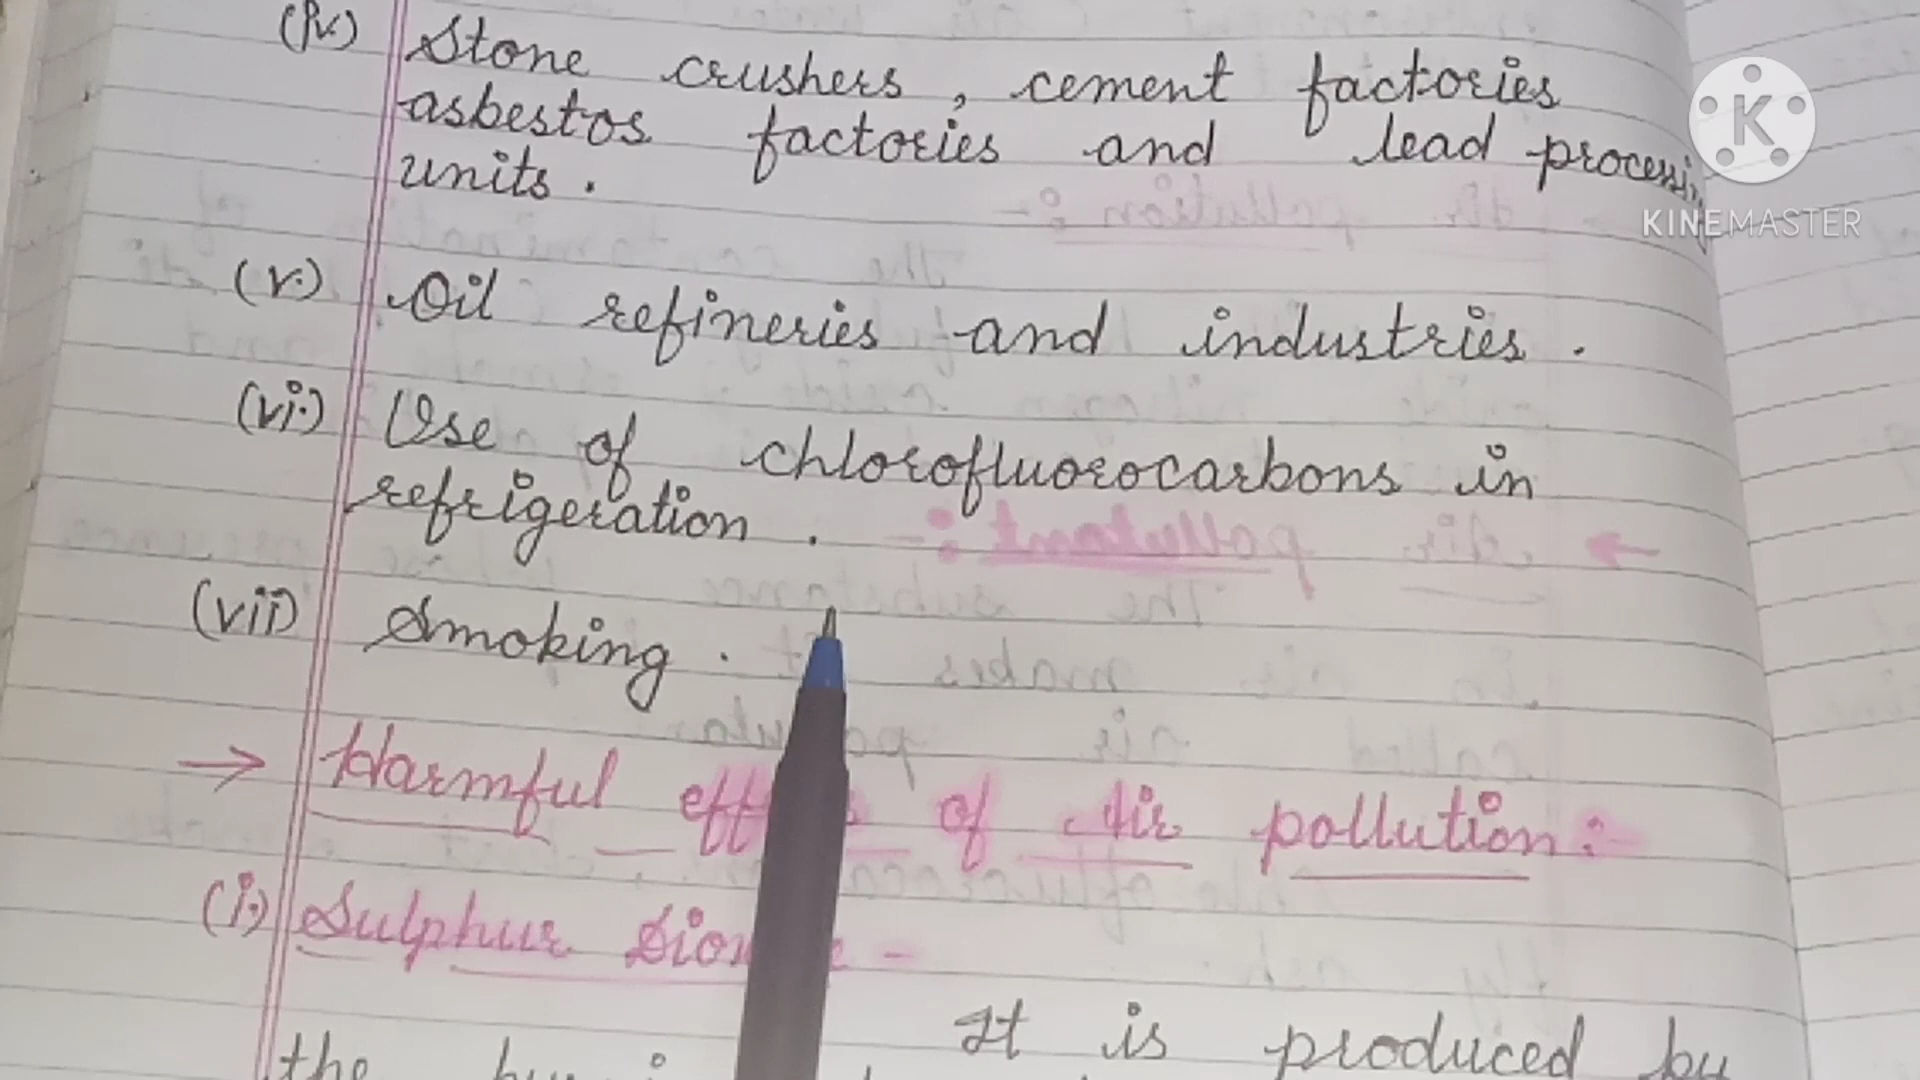 (iv) Stone crushers, cement factories
asbestos factories and lead
units.
(v.) Oil refineries and industries.
(vi.) Use of chlorofluorocarbons in
refrigeration.
(vii) Smoking.
→ Harmful of Air pollution:-
(i.) Sulphur -
It is produced by
the
K
KINEMASTER